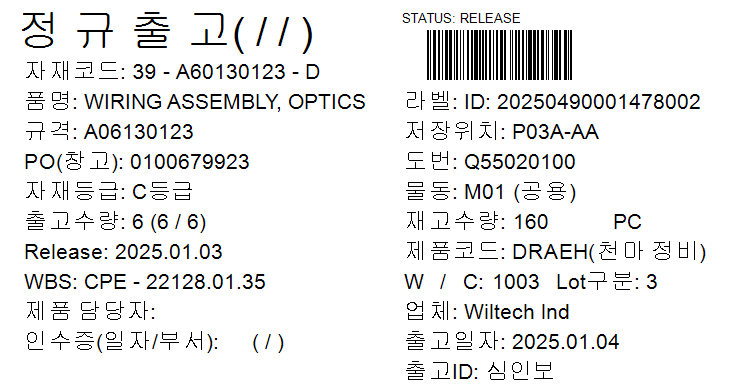 정규출고( / / )
자재코드: 39 - A60130123 - D
품명: WIRING ASSEMBLY, OPTICS
규격: A06130123
PO(창고): 0100679923
자재등급: C등급
출고수량: 6 (6 / 6)
Release: 2025.01.03
WBS: CPE - 22128.01.35
제품 담당자:
인수증(일자/부서): ( / )
STATUS: RELEASE
라벨: ID: 20250490001478002
저장위치: P03A-AA
도번: Q55020100
물동: M01 (공용)
재고수량: 160 PC
제품코드: DRAEH(천마 정비)
W / C: 1003 Lot구분: 3
업체: Wiltech Ind
출고일자: 2025.01.04
출고ID: 심인보